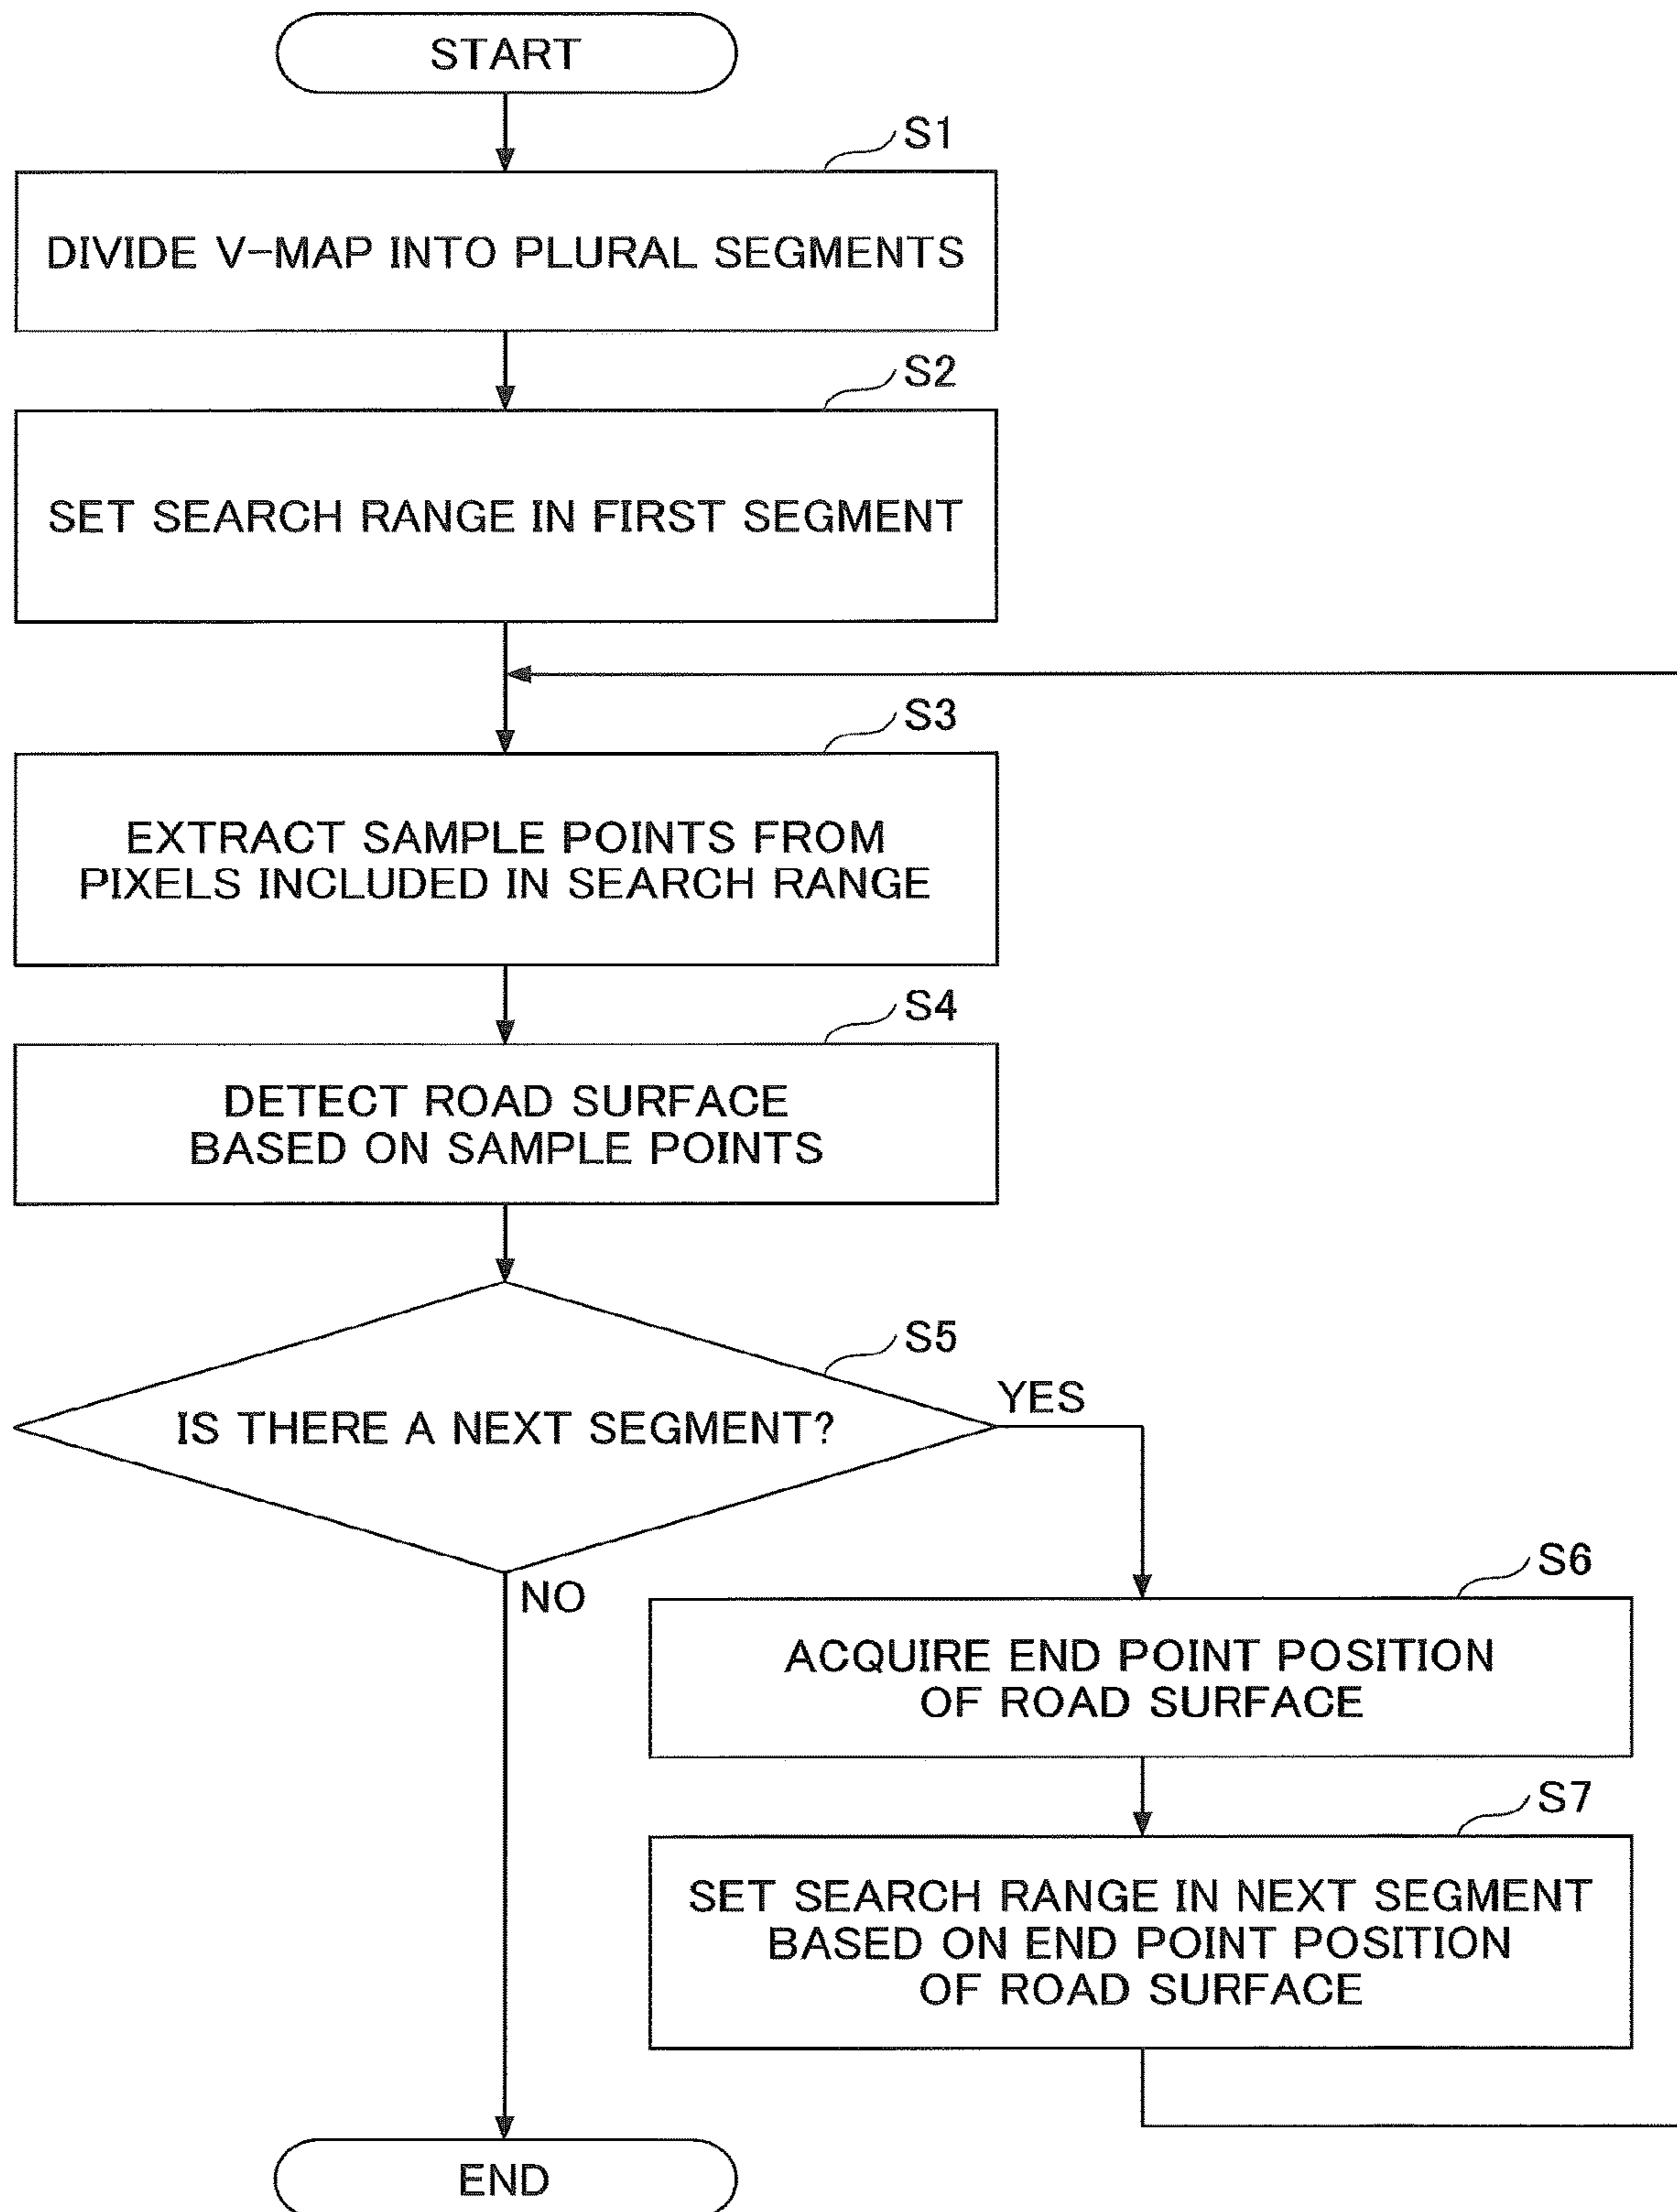 START
S1
DIVIDE V-MAP INTO PLURAL SEGMENTS
S2
SET SEARCH RANGE IN FIRST SEGMENT
S3
EXTRACT SAMPLE POINTS FROM
PIXELS INCLUDED IN SEARCH RANGE
S4
DETECT ROAD SURFACE
BASED ON SAMPLE POINTS
S5
IS THERE A NEXT SEGMENT?
YES
NO
S6
ACQUIRE END POINT POSITION
OF ROAD SURFACE
S7
SET SEARCH RANGE IN NEXT SEGMENT
BASED ON END POINT POSITION
OF ROAD SURFACE
END